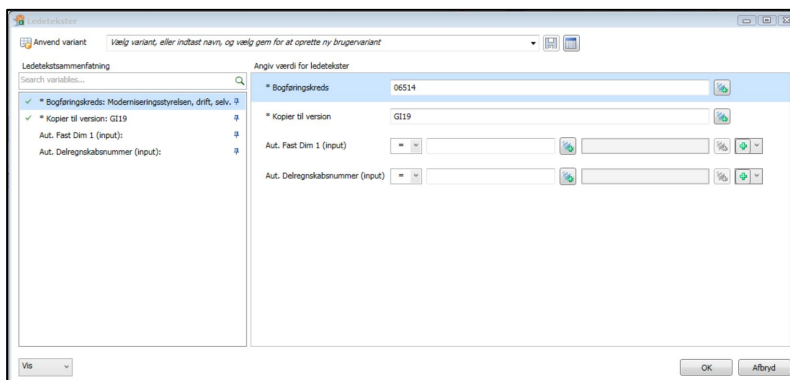 Ledetekster
Anvend variant
Vælg variant, eller indtast navn, og vælg gem for at oprette ny brugervariant
Ledetekstsammenfatning
Search variables...
* Bogføringskreds: Moderniseringsstyrelsen, drift, selv.
* Kopier til version: GI19
Aut. Fast Dim 1 (input):
Aut. Delregnskabsnummer (input):
Angiv værdi for ledetekster
* Bogføringskreds 06514
* Kopier til version GI19
Aut. Fast Dim 1 (input) =
Aut. Delregnskabsnummer (input) =
Vis
OK
Afbryd